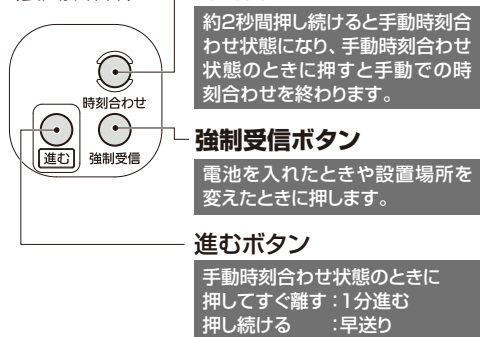 約2秒間押し続けると手動時刻合
わせ状態になり、手動時刻合わせ
状態のときに押すと手動での時
刻合わせを終わります。
時刻合わせ
進む
強制受信
強制受信ボタン
電池を入れたときや設置場所を
変えたときに押します。
進むボタン
手動時刻合わせ状態のときに
押してすぐ離す：1分進む
押し続ける　　：早送り